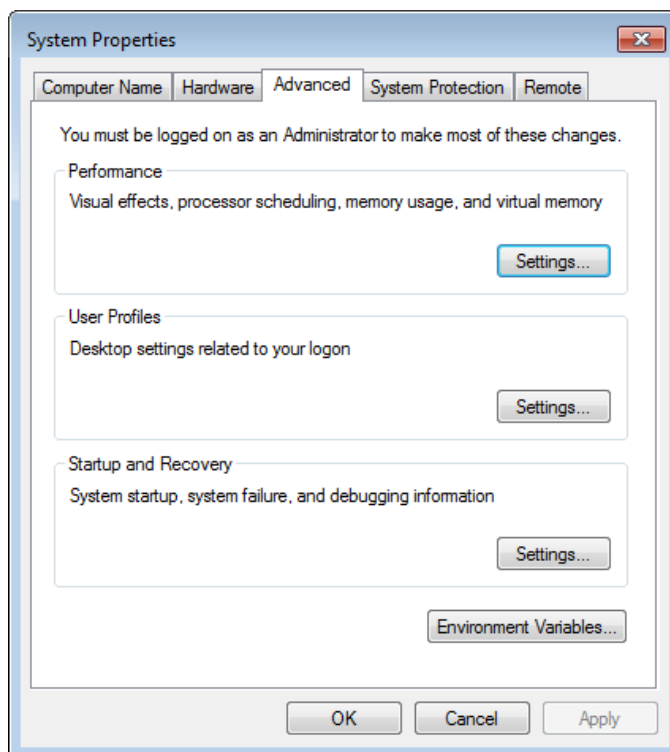 System Properties
Computer Name
Hardware
Advanced
System Protection
Remote
You must be logged on as an Administrator to make most of these changes.
Performance
Visual effects, processor scheduling, memory usage, and virtual memory
Settings...
User Profiles
Desktop settings related to your logon
Settings...
Startup and Recovery
System startup, system failure, and debugging information
Settings...
Environment Variables...
OK
Cancel
Apply